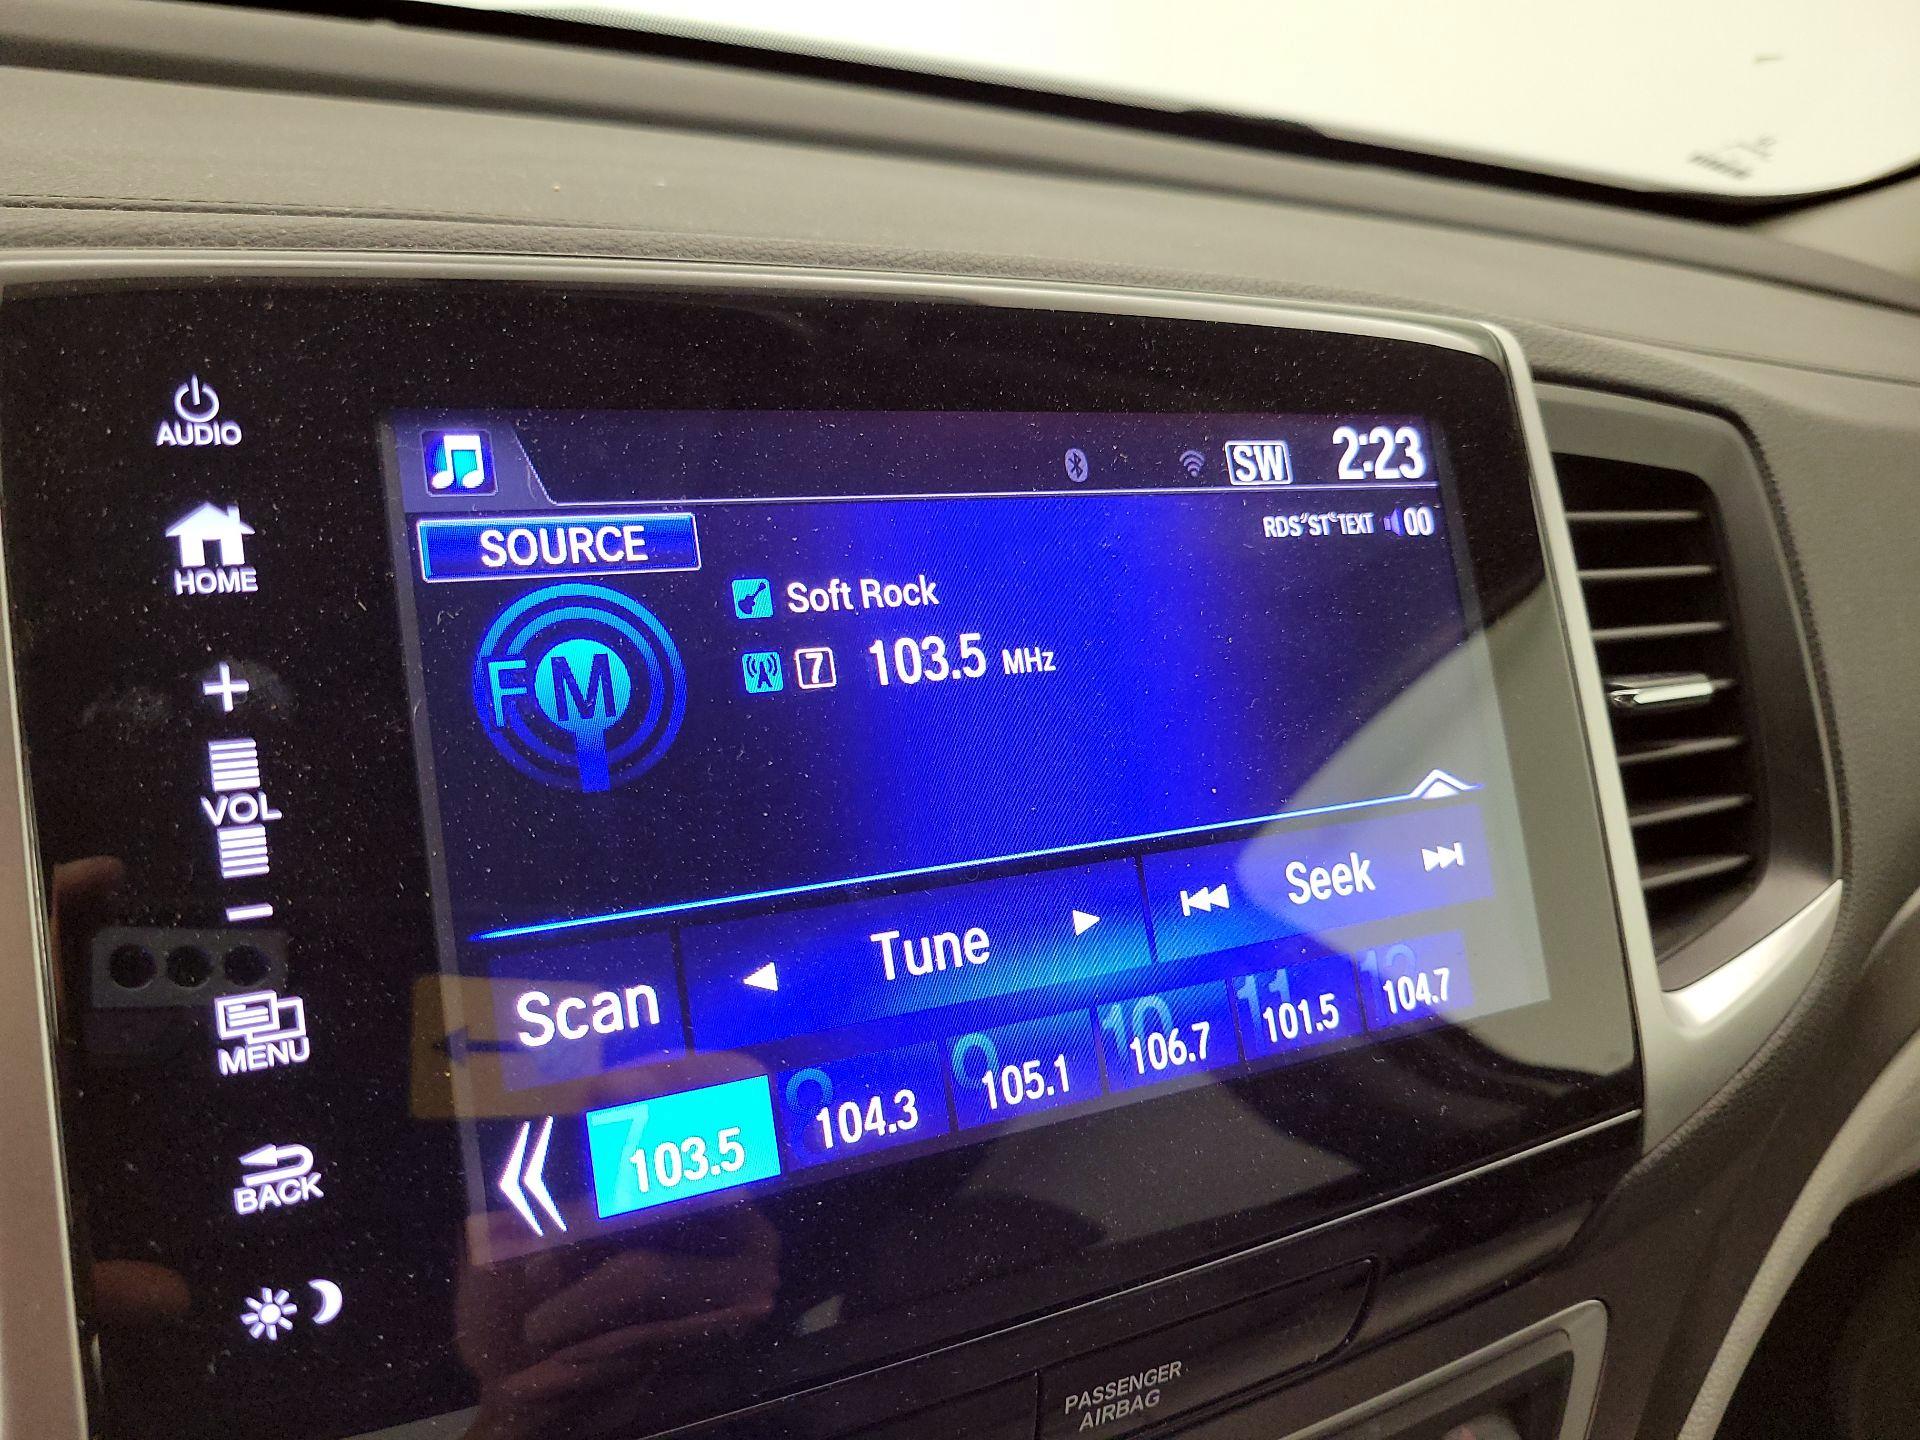 AUDIO
HOME
+
VOL
−
MENU
BACK
SW 2:23
SOURCE
RDS ST TEXT 00
FM
Soft Rock
7 103.5 MHz
Scan
Tune
Seek
7 103.5
8 104.3
9 105.1
10 106.7
11 101.5
12 104.7
PASSENGER
AIRBAG